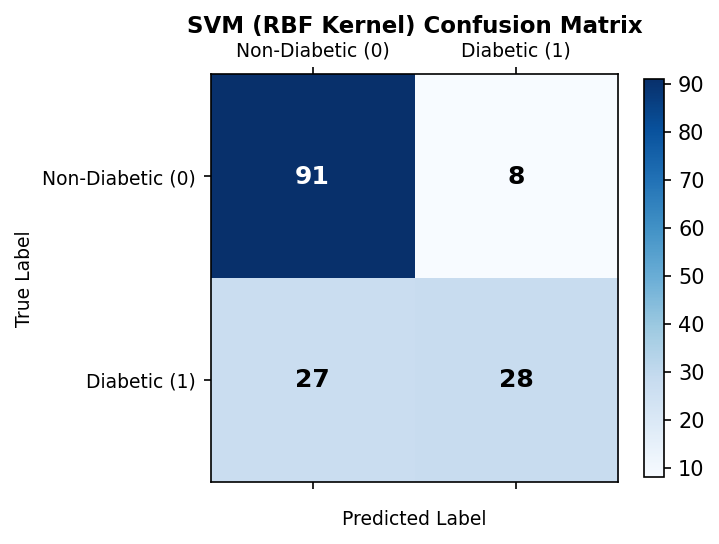 SVM (RBF Kernel) Confusion Matrix
Non-Diabetic (0) Diabetic (1)
True Label
Non-Diabetic (0) 91 8
Diabetic (1) 27 28
Predicted Label
90
80
70
60
50
40
30
20
10